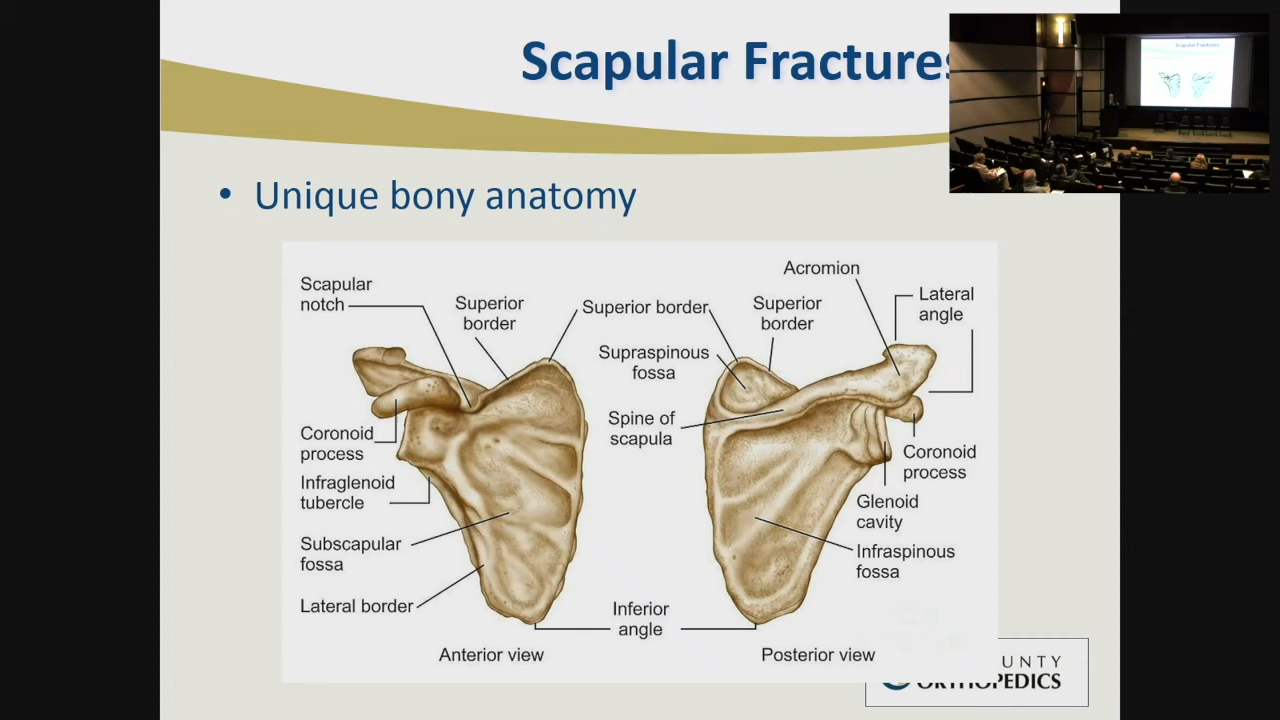 Scapular Fractures
• Unique bony anatomy
Acromion
Scapular
notch
Superior
border
Superior border
Superior
border
Lateral
angle
Supraspinous
fossa
Spine of
scapula
Coronoid
process
Coronoid
process
Infraglenoid
tubercle
Glenoid
cavity
Subscapular
fossa
Infraspinous
fossa
Lateral border
Inferior
angle
Anterior view
Posterior view
UNTY
ORTHOPEDICS
Scapular Fractures